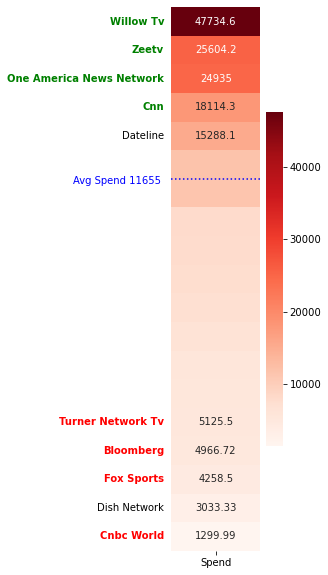 Willow Tv 47734.6
Zeetv 25604.2
One America News Network 24935
Cnn 18114.3
Dateline 15288.1
Avg Spend 11655
Turner Network Tv 5125.5
Bloomberg 4966.72
Fox Sports 4258.5
Dish Network 3033.33
Cnbc World 1299.99
Spend
40000
30000
20000
10000